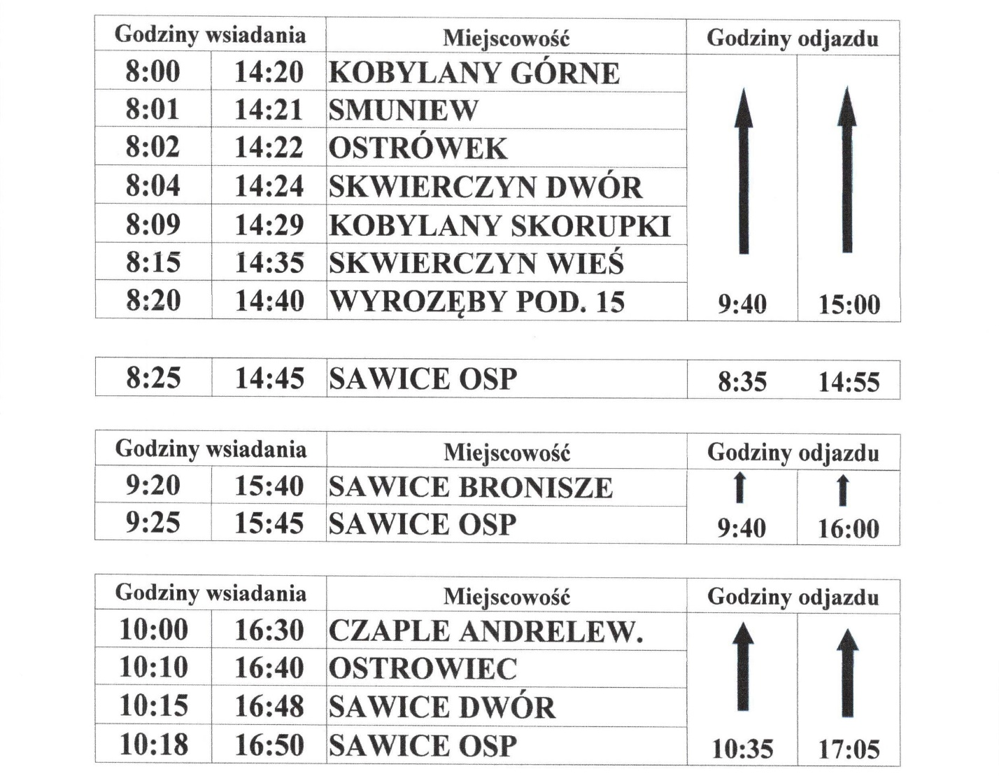 Godziny wsiadania Miejscowość Godziny odjazdu
8:00 14:20 KOBYLANY GÓRNE
8:01 14:21 SMUNIEW
8:02 14:22 OSTRÓWEK
8:04 14:24 SKWIERCZYN DWÓR
8:09 14:29 KOBYLANY SKORUPKI
8:15 14:35 SKWIERCZYN WIEŚ
8:20 14:40 WYROZĘBY POD. 15 9:40 15:00
8:25 14:45 SAWICE OSP 8:35 14:55
Godziny wsiadania Miejscowość Godziny odjazdu
9:20 15:40 SAWICE BRONISZE
9:25 15:45 SAWICE OSP 9:40 16:00
Godziny wsiadania Miejscowość Godziny odjazdu
10:00 16:30 CZAPLE ANDRELEW.
10:10 16:40 OSTROWIEC
10:15 16:48 SAWICE DWÓR
10:18 16:50 SAWICE OSP 10:35 17:05